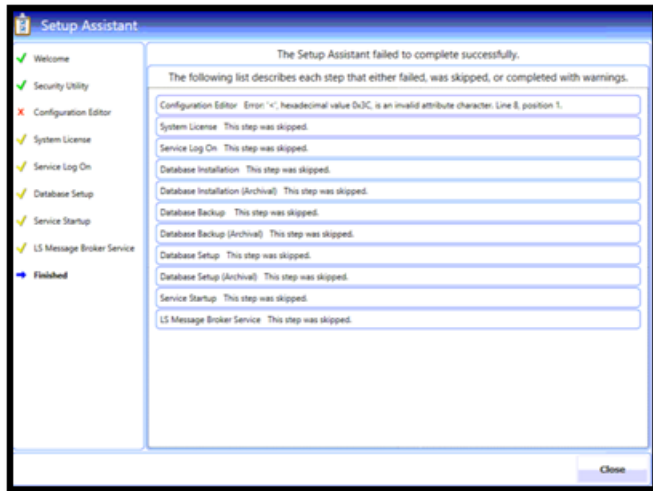 Setup Assistant
Welcome
Security Utility
Configuration Editor
System License
Service Log On
Database Setup
Service Startup
LS Message Broker Service
Finished
The Setup Assistant failed to complete successfully.
The following list describes each step that either failed, was skipped, or completed with warnings.
Configuration Editor Error: '<', hexadecimal value 0x3C, is an invalid attribute character. Line 8, position 1.
System License This step was skipped.
Service Log On This step was skipped.
Database Installation This step was skipped.
Database Installation (Archival) This step was skipped.
Database Backup This step was skipped.
Database Backup (Archival) This step was skipped.
Database Setup This step was skipped.
Database Setup (Archival) This step was skipped.
Service Startup This step was skipped.
LS Message Broker Service This step was skipped.
Close